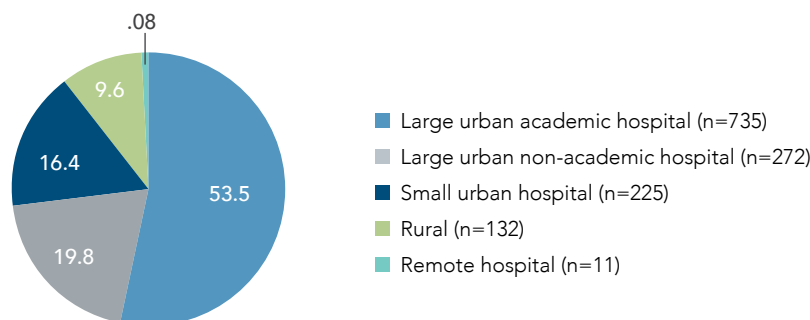 .08
9.6
16.4
53.5
19.8
Large urban academic hospital (n=735)
Large urban non-academic hospital (n=272)
Small urban hospital (n=225)
Rural (n=132)
Remote hospital (n=11)